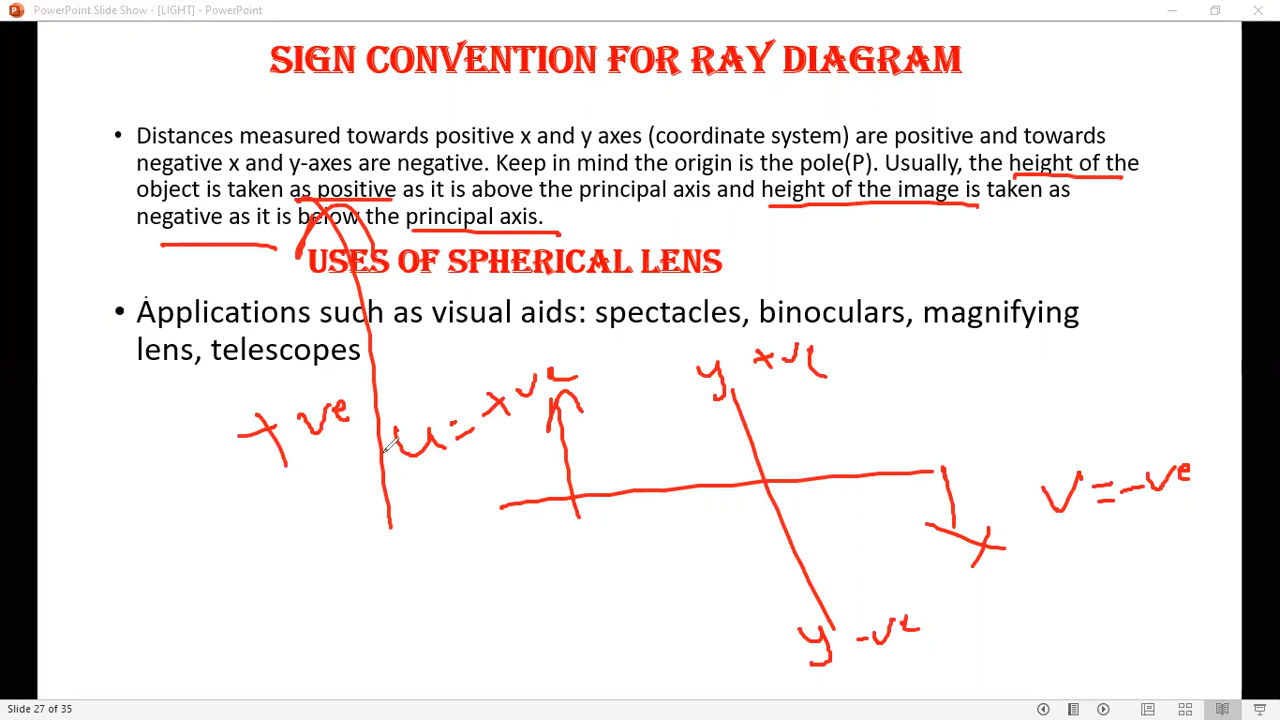 PowerPoint Slide Show - [LIGHT] - PowerPoint
SIGN CONVENTION FOR RAY DIAGRAM
• Distances measured towards positive x and y axes (coordinate system) are positive and towards
negative x and y-axes are negative. Keep in mind the origin is the pole(P). Usually, the height of the
object is taken as positive as it is above the principal axis and height of the image is taken as
negative as it is below the principal axis.
USES OF SPHERICAL LENS
• Applications such as visual aids: spectacles, binoculars, magnifying
lens, telescopes
+ve
u = +ve
y +ve
v = -ve
x
y -ve
Slide 27 of 35